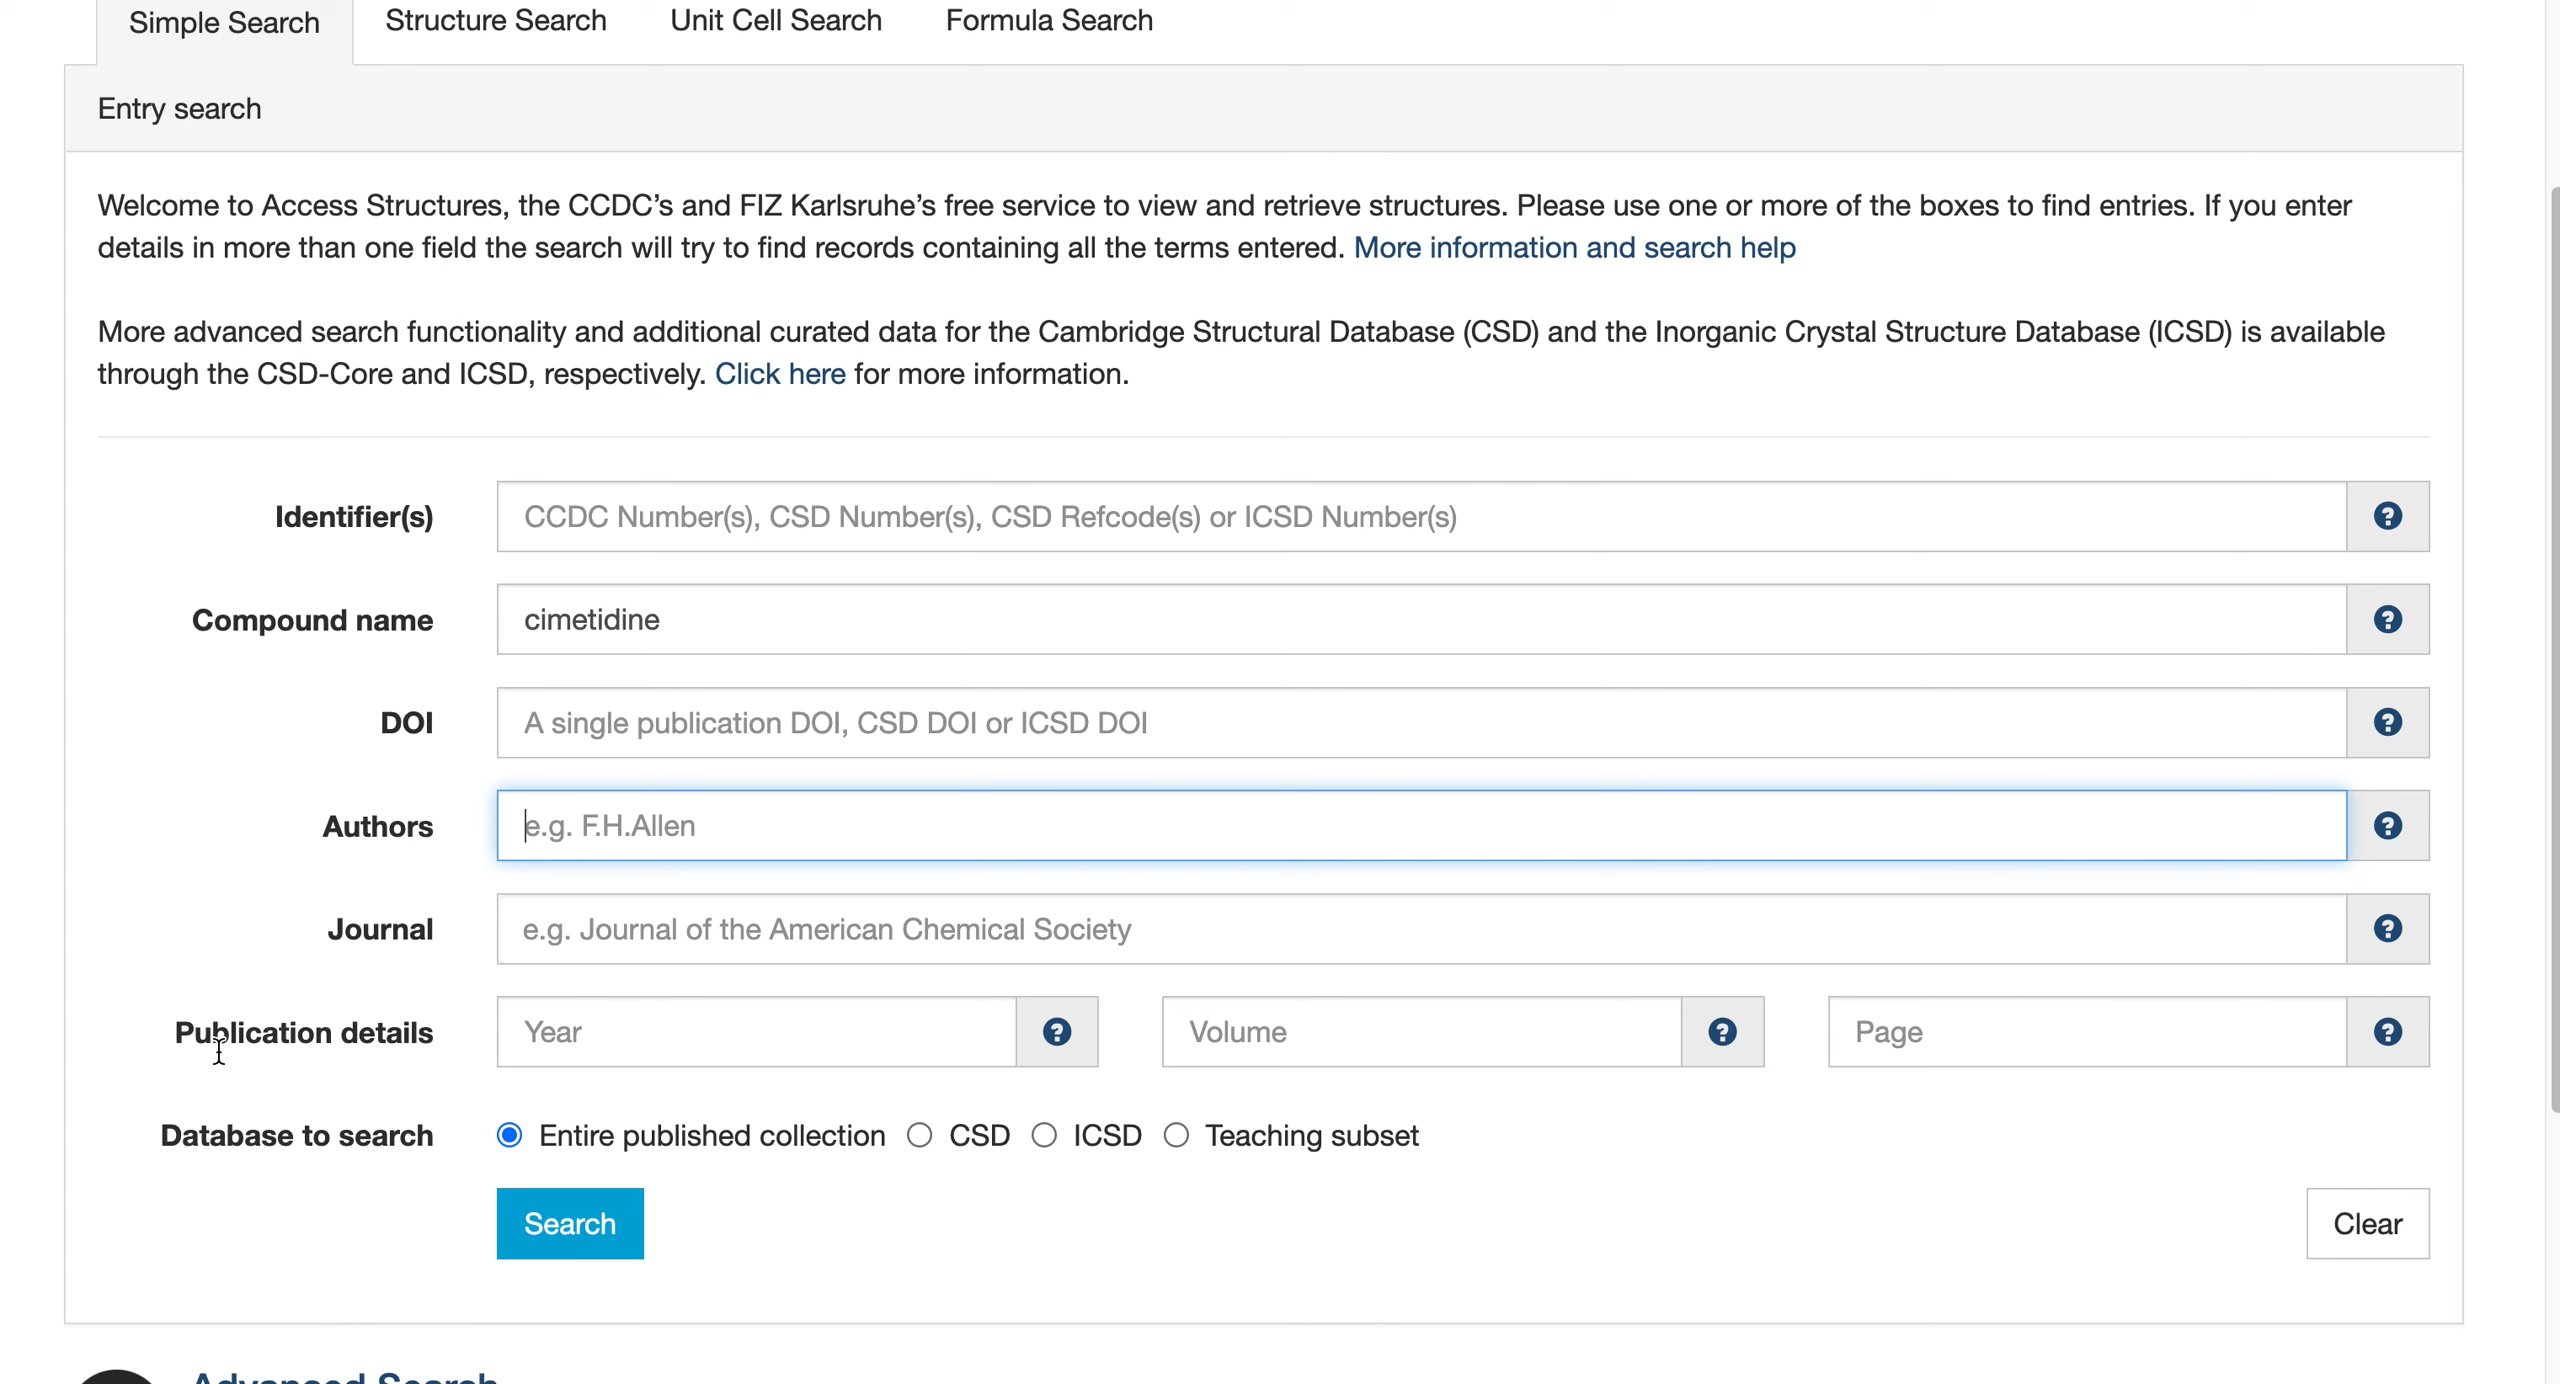 Simple Search Structure Search Unit Cell Search Formula Search
Entry search
Welcome to Access Structures, the CCDC’s and FIZ Karlsruhe’s free service to view and retrieve structures. Please use one or more of the boxes to find entries. If you enter
details in more than one field the search will try to find records containing all the terms entered. More information and search help
More advanced search functionality and additional curated data for the Cambridge Structural Database (CSD) and the Inorganic Crystal Structure Database (ICSD) is available
through the CSD-Core and ICSD, respectively. Click here for more information.
Identifier(s) CCDC Number(s), CSD Number(s), CSD Refcode(s) or ICSD Number(s) ?
Compound name cimetidine ?
DOI A single publication DOI, CSD DOI or ICSD DOI ?
Authors e.g. F.H.Allen ?
Journal e.g. Journal of the American Chemical Society ?
Publication details Year ? Volume ? Page ?
Database to search Entire published collection CSD ICSD Teaching subset
Search Clear
Advanced Search